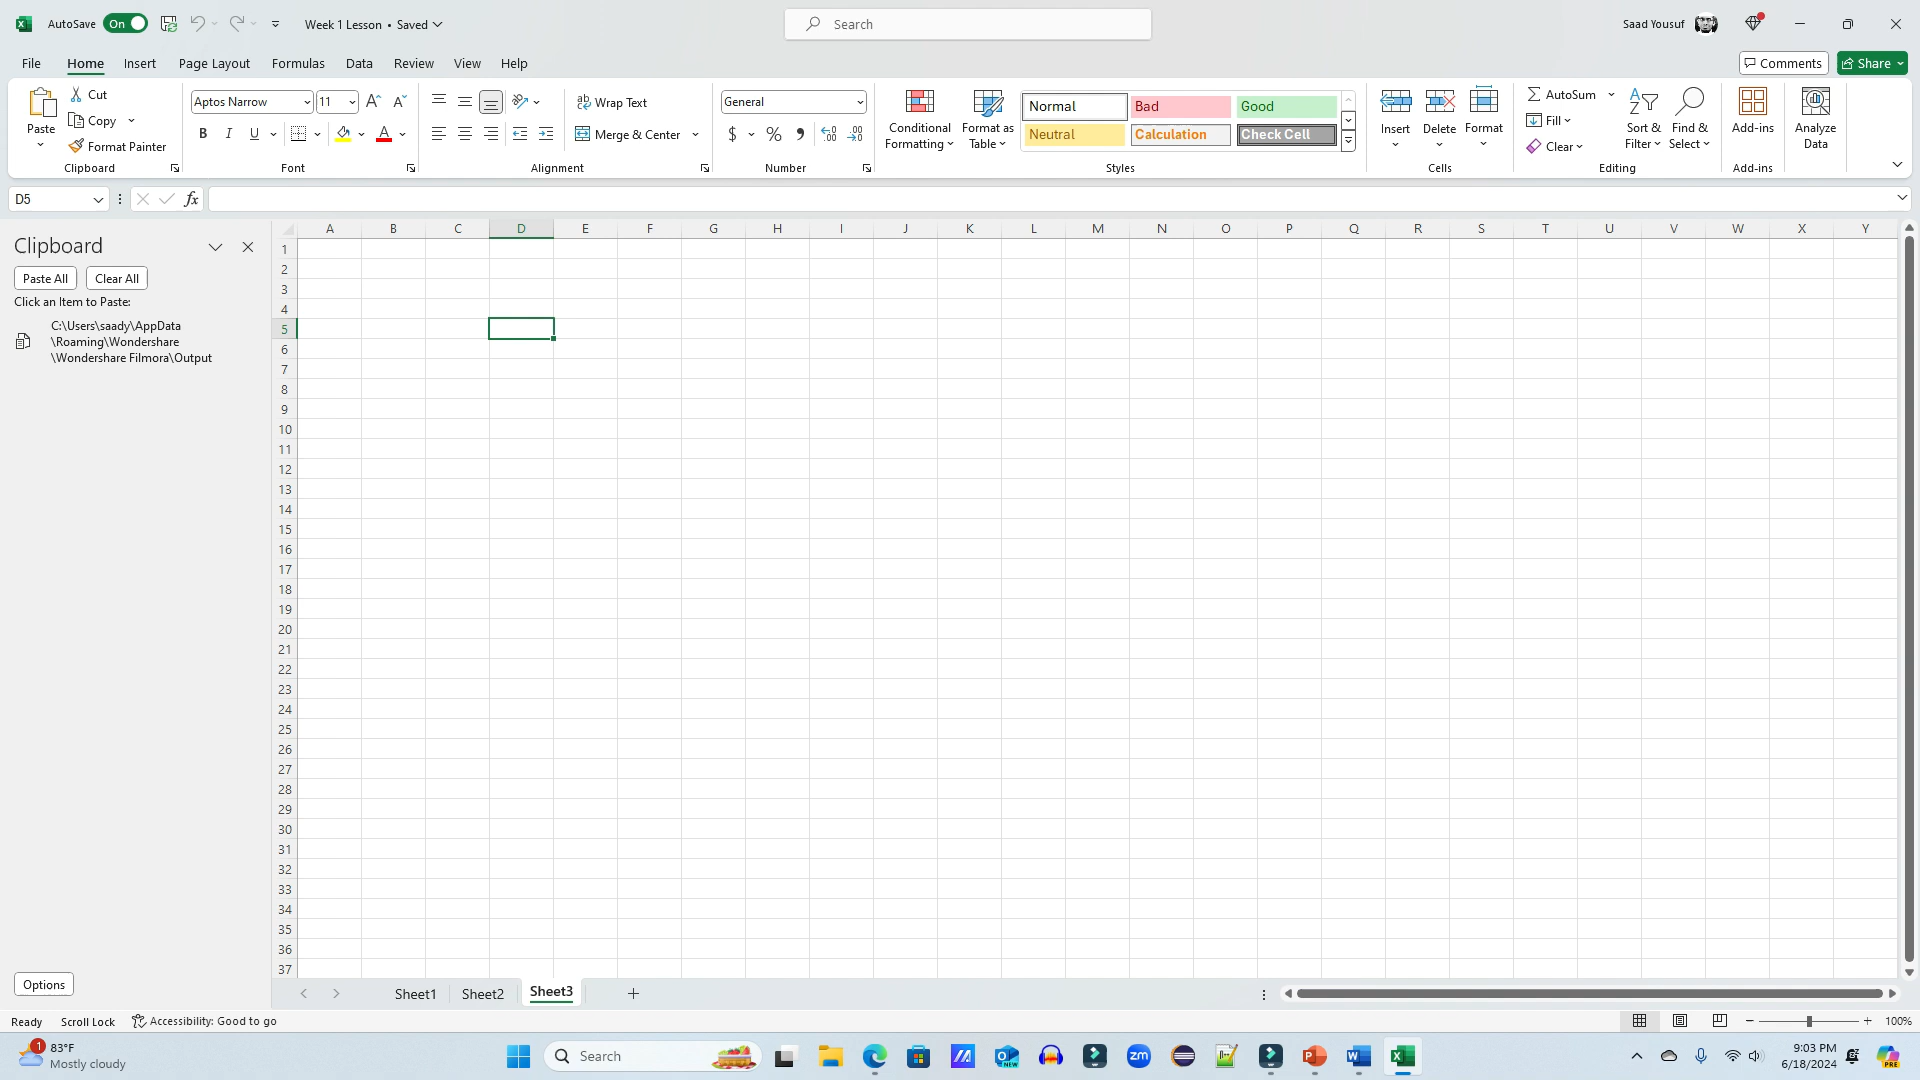 AutoSave On Week 1 Lesson • Saved Search Saad Yousuf
File Home Insert Page Layout Formulas Data Review View Help Comments Share
Paste Cut Copy Format Painter Clipboard
Aptos Narrow 11 B I U A Font
ab Wrap Text Merge & Center Alignment
General $ % , Number
Conditional Formatting Format as Table
Normal Bad Good
Neutral Calculation Check Cell
Styles
Insert Delete Format Cells
AutoSum Fill Clear Sort & Filter Find & Select Editing
Add-ins Add-ins
Analyze Data
D5 fx
Clipboard
Paste All Clear All
Click an Item to Paste:
C:\Users\saady\AppData
\Roaming\Wondershare
\Wondershare Filmora\Output
Options
A B C D E F G H I J K L M N O P Q R S T U V W X Y
1
2
3
4
5
6
7
8
9
10
11
12
13
14
15
16
17
18
19
20
21
22
23
24
25
26
27
28
29
30
31
32
33
34
35
36
37
Sheet1 Sheet2 Sheet3
Ready Scroll Lock Accessibility: Good to go 100%
1 83°F
Mostly cloudy
Search NEW zm
9:03 PM
6/18/2024
PRE